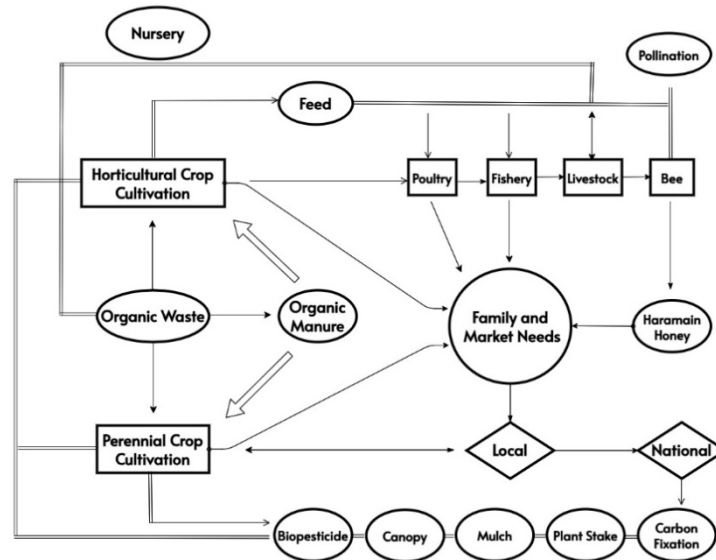 Nursery
Pollination
Feed
Horticultural Crop
Cultivation
Poultry
Fishery
Livestock
Bee
Organic Waste
Organic
Manure
Family and
Market Needs
Haramain
Honey
Perennial Crop
Cultivation
Local
National
Biopesticide
Canopy
Mulch
Plant Stake
Carbon
Fixation